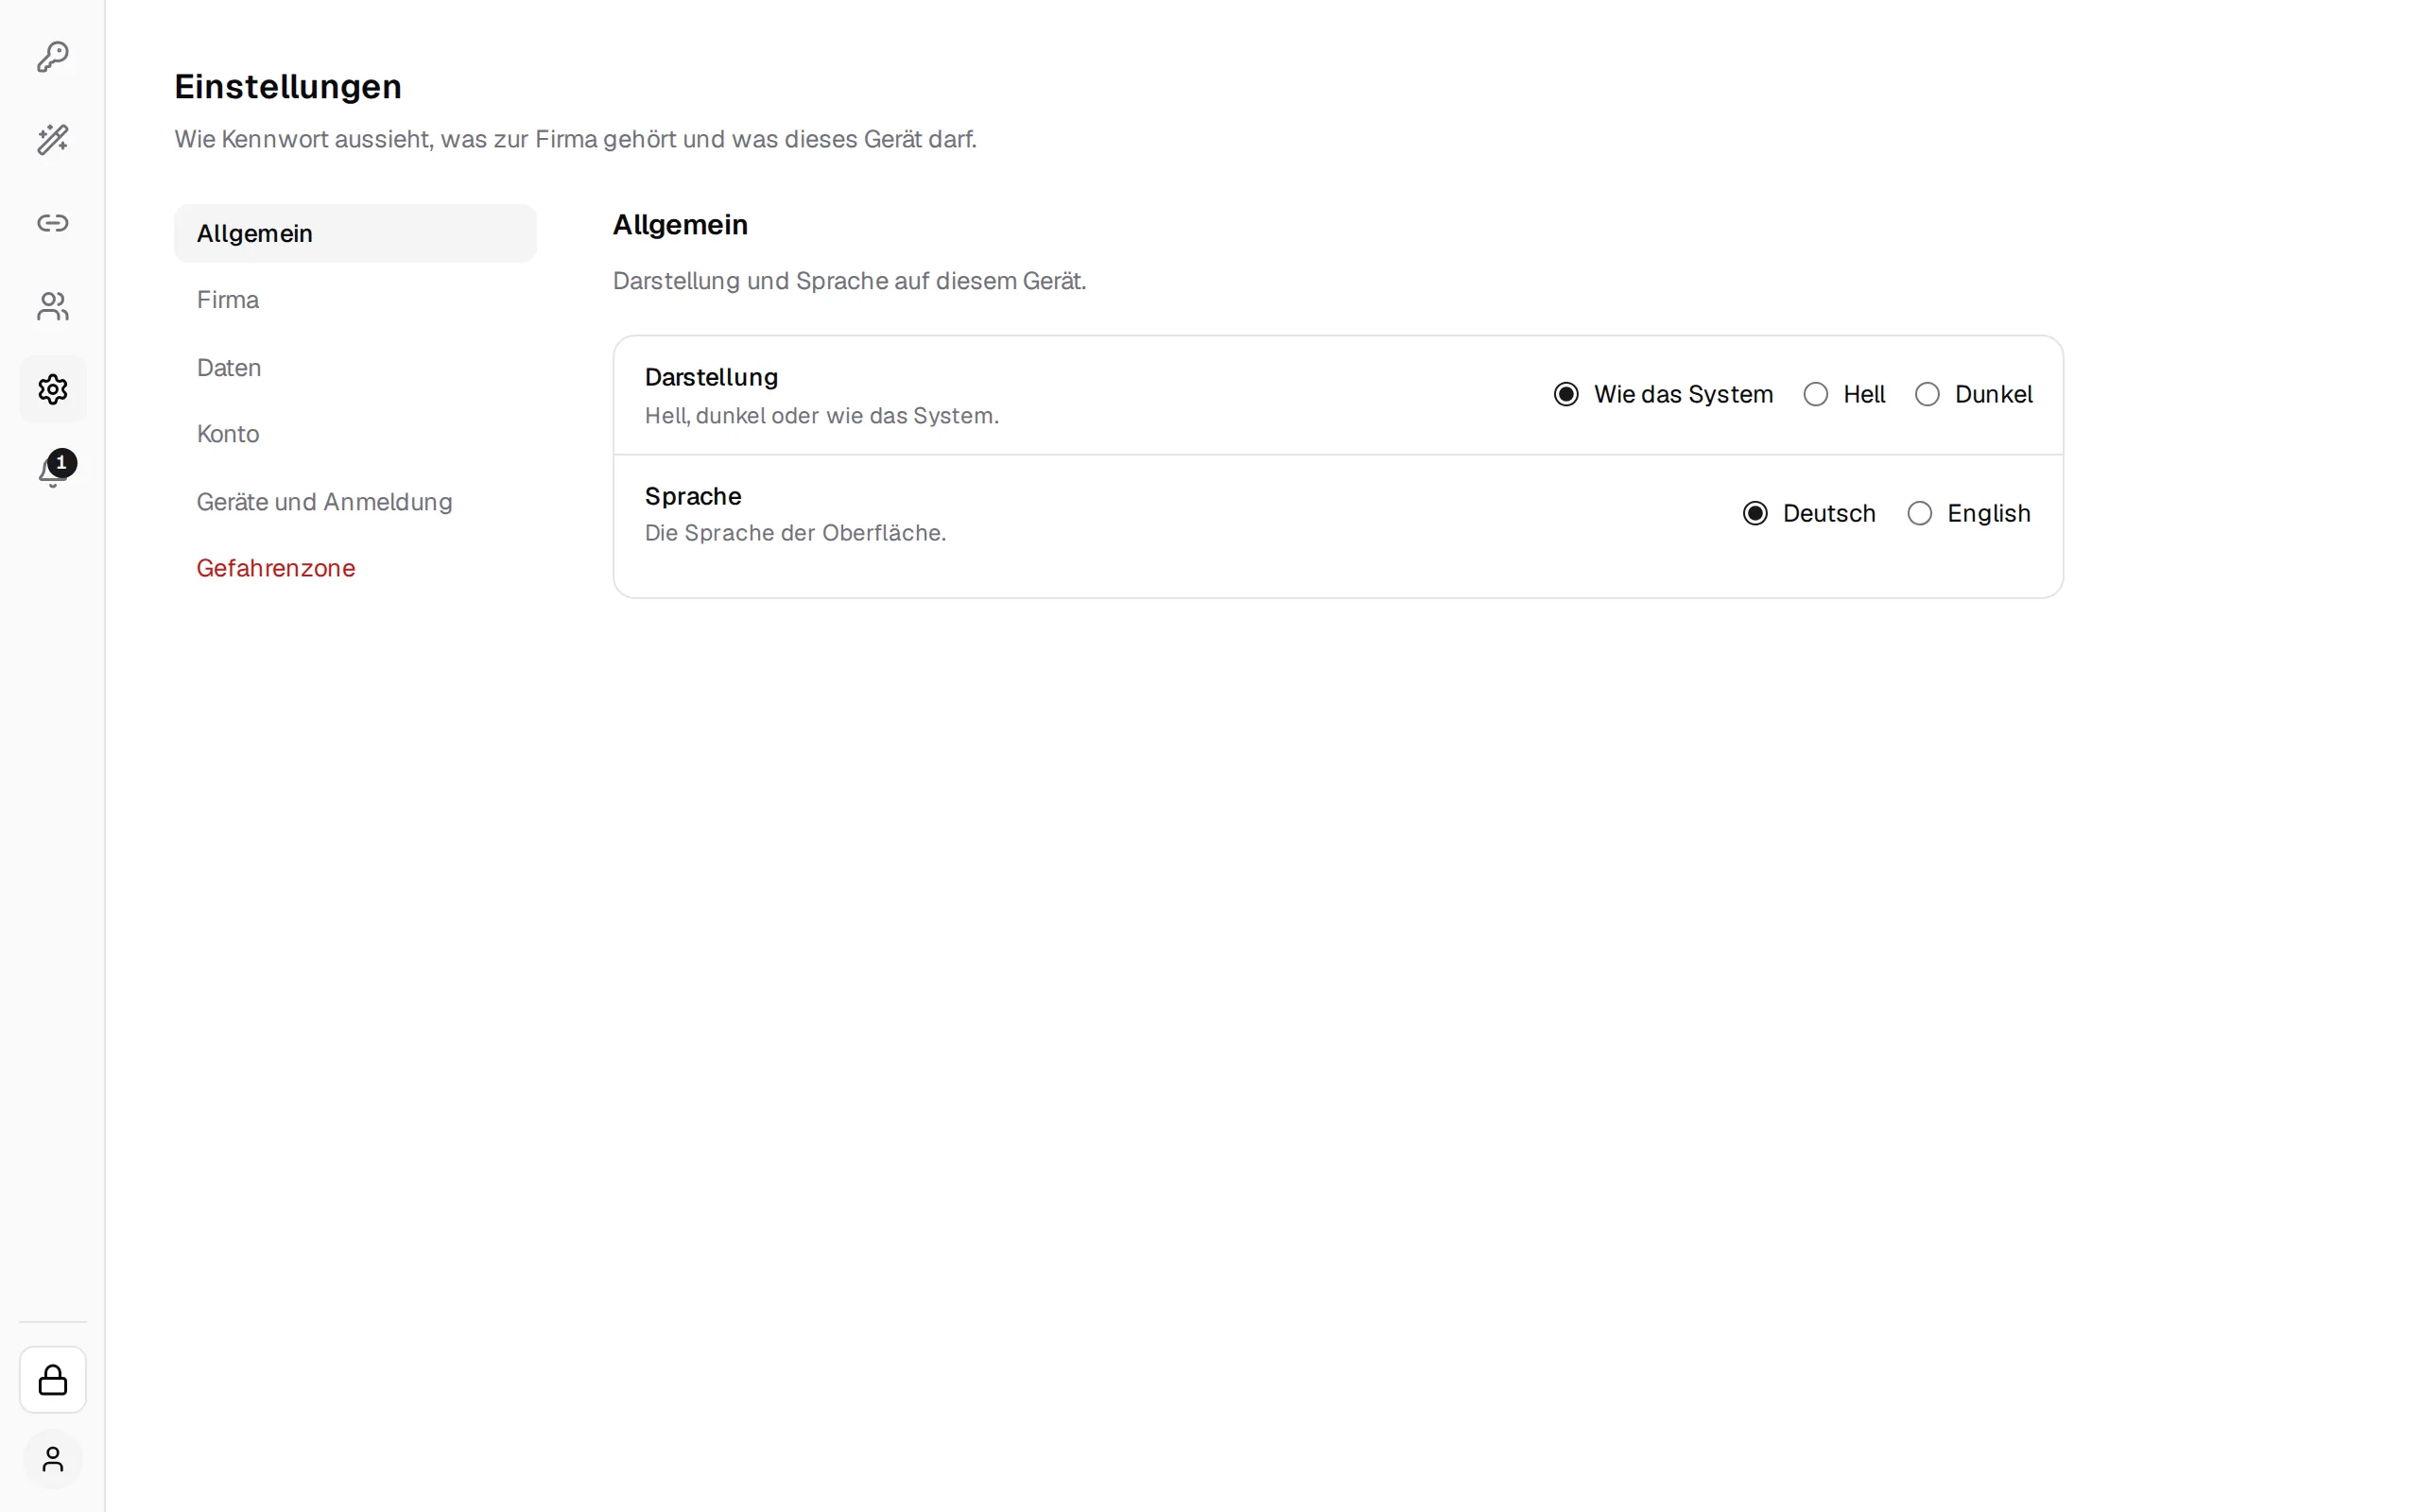 Einstellungen
Wie Kennwort aussieht, was zur Firma gehört und was dieses Gerät darf.
Allgemein
Firma
Daten
Konto
Geräte und Anmeldung
Gefahrenzone
1
Allgemein
Darstellung und Sprache auf diesem Gerät.
Darstellung
Hell, dunkel oder wie das System.
Wie das System Hell Dunkel
Sprache
Die Sprache der Oberfläche.
Deutsch English